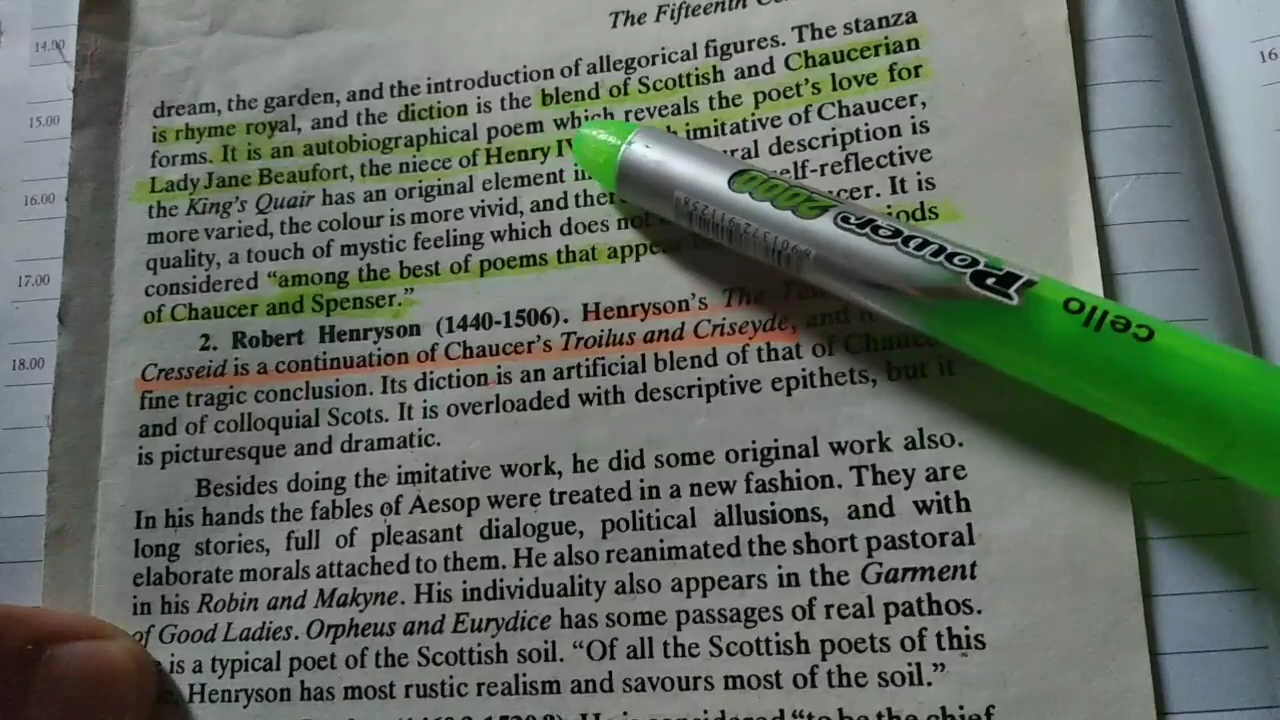 The Fifteenth
14.00
15.00
16.00
17.00
18.00
16
dream, the garden, and the introduction of allegorical figures. The stanza
is rhyme royal, and the diction is the blend of Scottish and Chaucerian
forms. It is an autobiographical poem which reveals the poet's love for
Lady Jane Beaufort, the niece of Henry IV imitative of Chaucer,
the King's Quair has an original element description is
more varied, the colour is more vivid, and self-reflective
quality, a touch of mystic feeling which does not It is
considered “among the best of poems that
of Chaucer and Spenser.”
2. Robert Henryson (1440-1506). Henryson's The
Cresseid is a continuation of Chaucer's Troilus and Criseyde, and
fine tragic conclusion. Its diction is an artificial blend of that of
and of colloquial Scots. It is overloaded with descriptive epithets, but it
is picturesque and dramatic.
Besides doing the imitative work, he did some original work also.
In his hands the fables of Aesop were treated in a new fashion. They are
long stories, full of pleasant dialogue, political allusions, and with
elaborate morals attached to them. He also reanimated the short pastoral
in his Robin and Makyne. His individuality also appears in the Garment
of Good Ladies. Orpheus and Eurydice has some passages of real pathos.
is a typical poet of the Scottish soil. “Of all the Scottish poets of this
Henryson has most rustic realism and savours most of the soil.”
considered “to be the chief
cello
Power
2000